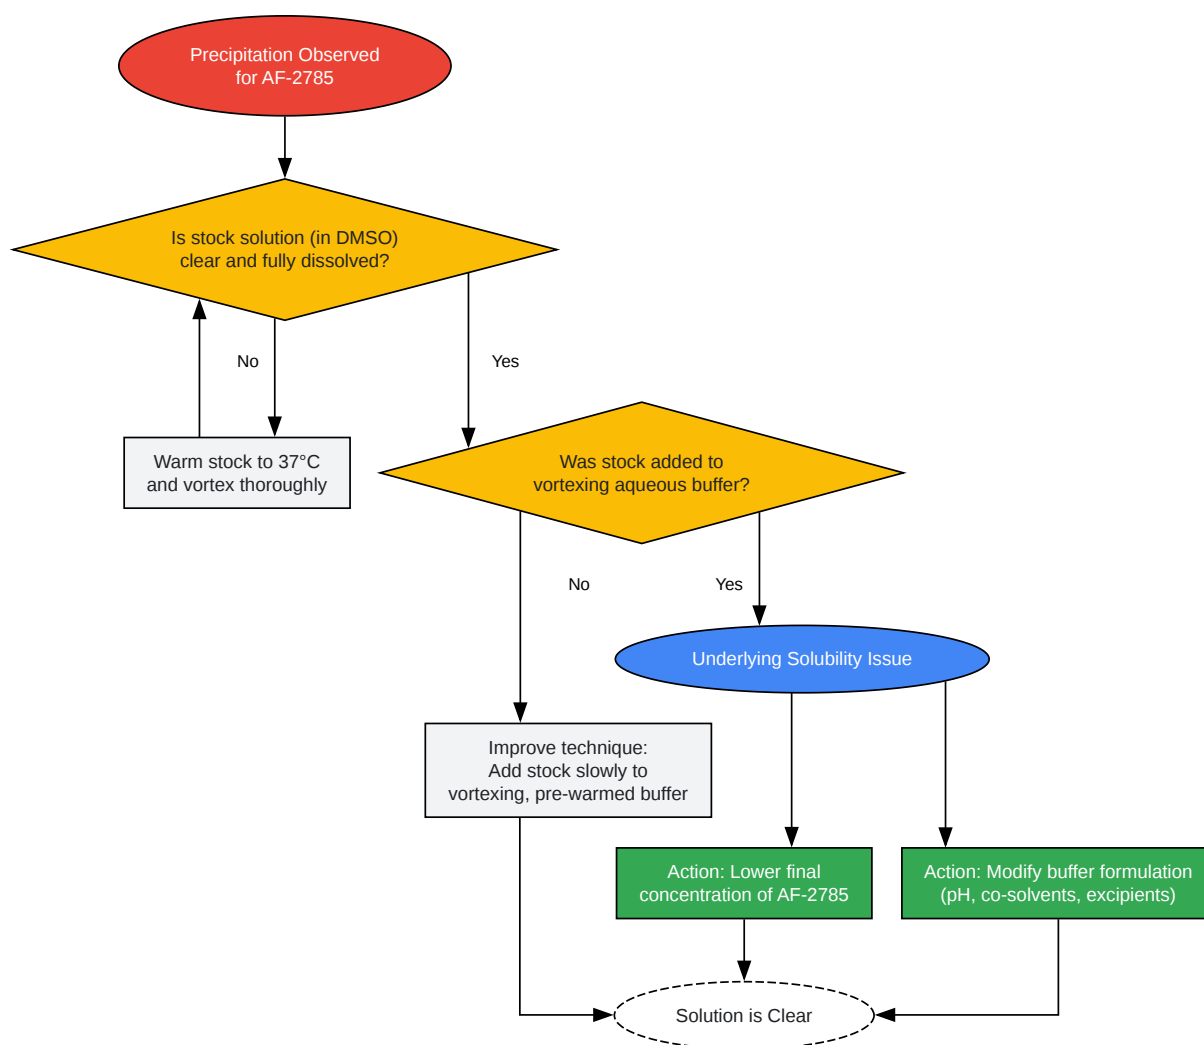 Precipitation Observed
for AF-2785
Is stock solution (in DMSO)
clear and fully dissolved?
No
Yes
Warm stock to 37°C
and vortex thoroughly
Was stock added to
vortexing aqueous buffer?
No
Yes
Underlying Solubility Issue
Improve technique:
Add stock slowly to
vortexing, pre-warmed buffer
Action: Lower final
concentration of AF-2785
Action: Modify buffer formulation
(pH, co-solvents, excipients)
Solution is Clear